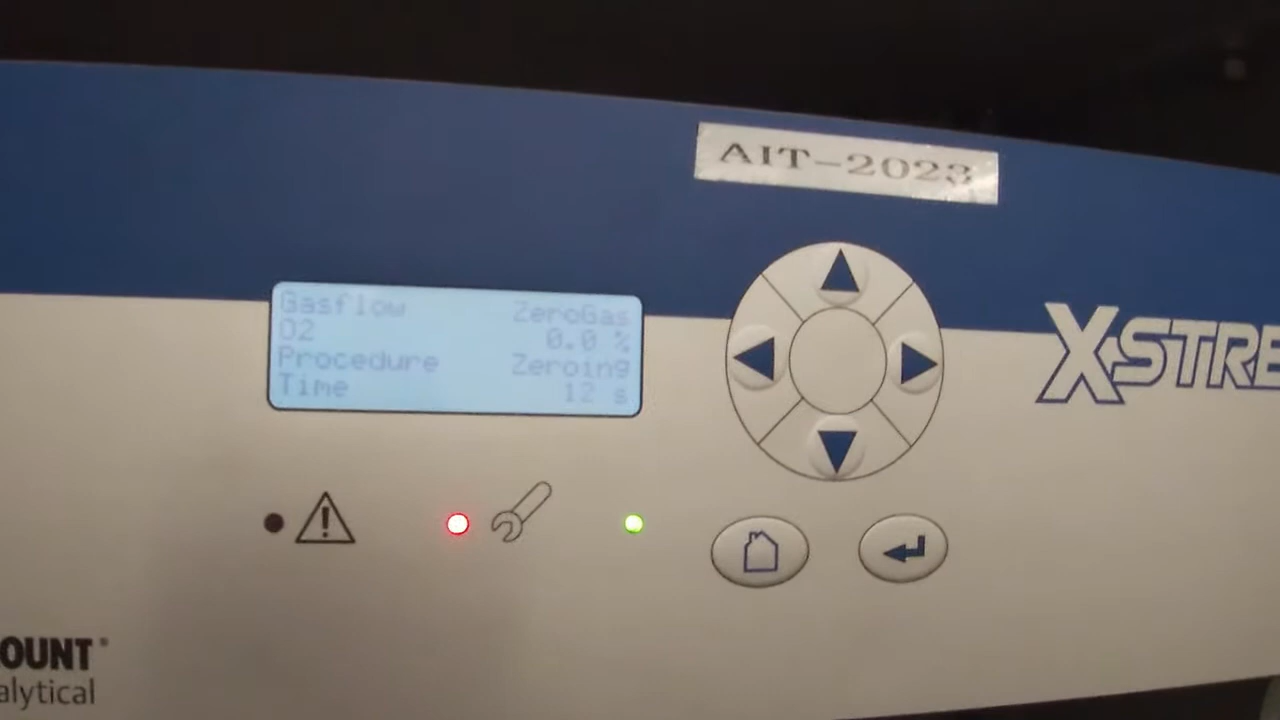 AIT-2023
Gasflow ZeroGas
O2 0.0 %
Procedure Zeroing
Time 12 s
X-STRE
OUNT®
alytical